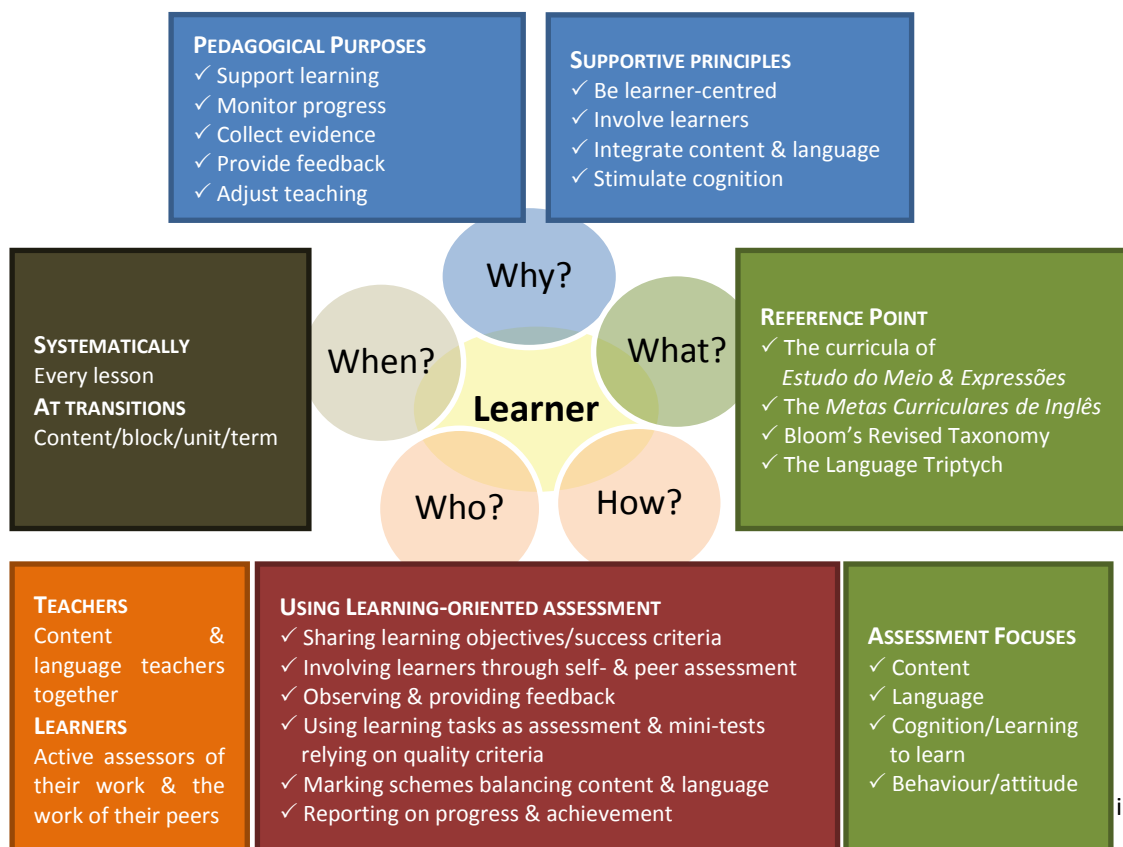 PEDAGOGICAL PURPOSES
✓ Support learning
✓ Monitor progress
✓ Collect evidence
✓ Provide feedback
✓ Adjust teaching
SUPPORTIVE PRINCIPLES
✓ Be learner-centred
✓ Involve learners
✓ Integrate content & language
✓ Stimulate cognition
SYSTEMATICALLY
Every lesson
AT TRANSITIONS
Content/block/unit/term
Why?
When?
What?
Learner
Who?
How?
REFERENCE POINT
✓ The curricula of
Estudo do Meio & Expressões
✓ The Metas Curriculares de Inglês
✓ Bloom's Revised Taxonomy
✓ The Language Triptych
TEACHERS
Content &
language teachers
together
LEARNERS
Active assessors of
their work & the
work of their peers
USING LEARNING-ORIENTED ASSESSMENT
✓ Sharing learning objectives/success criteria
✓ Involving learners through self- & peer assessment
✓ Observing & providing feedback
✓ Using learning tasks as assessment & mini-tests
relying on quality criteria
✓ Marking schemes balancing content & language
✓ Reporting on progress & achievement
ASSESSMENT FOCUSES
✓ Content
✓ Language
✓ Cognition/Learning
to learn
✓ Behaviour/attitude
i